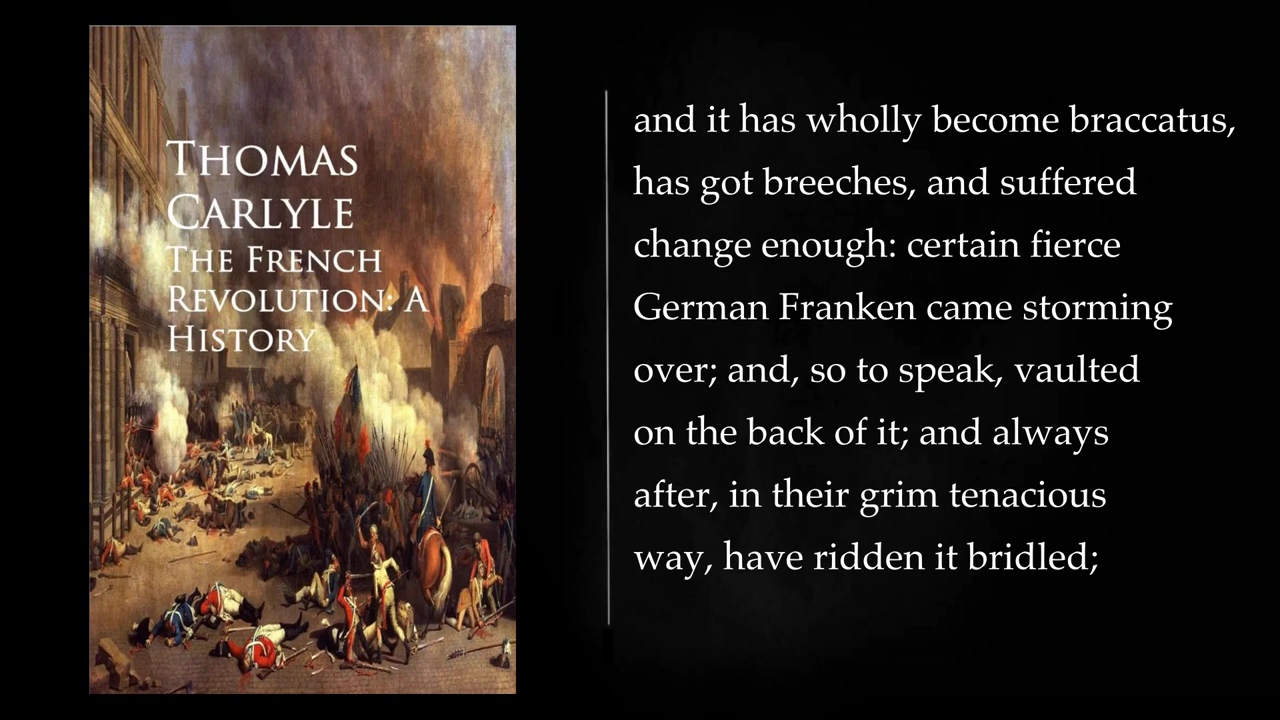 THOMAS
CARLYLE
THE FRENCH
REVOLUTION: A
HISTORY
and it has wholly become braccatus,
has got breeches, and suffered
change enough: certain fierce
German Franken came storming
over; and, so to speak, vaulted
on the back of it; and always
after, in their grim tenacious
way, have ridden it bridled;